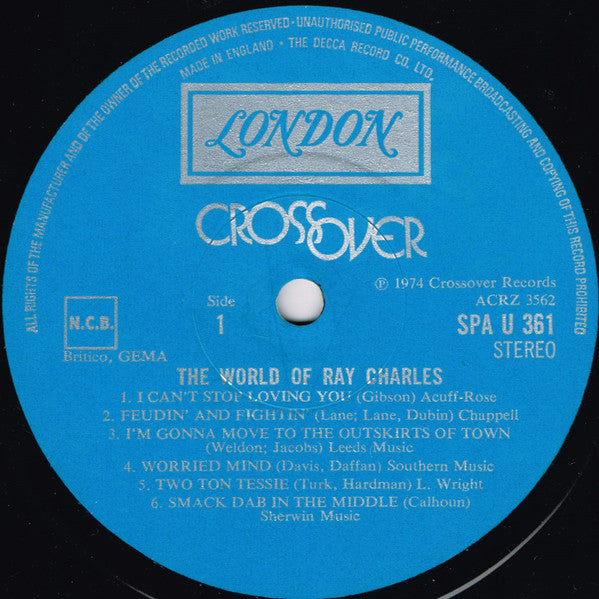 ALL RIGHTS OF THE MANUFACTURER AND OF THE OWNER OF THE RECORDED WORK RESERVED · UNAUTHORISED PUBLIC PERFORMANCE BROADCASTING AND COPYING OF THIS RECORD PROHIBITED
MADE IN ENGLAND · THE DECCA RECORD CO. LTD.
LONDON
CROSSOVER
℗ 1974 Crossover Records
ACRZ 3562
Side
1
N.C.B.
SPA U 361
STEREO
Britico, GEMA
THE WORLD OF RAY CHARLES
1. I CAN'T STOP LOVING YOU (Gibson) Acuff-Rose
2. FEUDIN' AND FIGHTIN' (Lane; Lane, Dubin) Chappell
3. I'M GONNA MOVE TO THE OUTSKIRTS OF TOWN
(Weldon; Jacobs) Leeds Music
4. WORRIED MIND (Davis, Daffan) Southern Music
5. TWO TON TESSIE (Turk, Hardman) L. Wright
6. SMACK DAB IN THE MIDDLE (Calhoun)
Sherwin Music